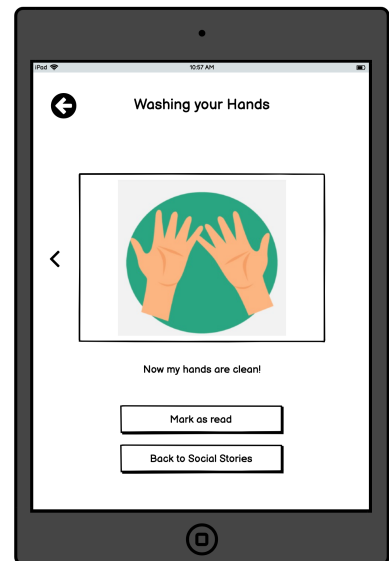 iPad 10:57 AM
Washing your Hands
Now my hands are clean!
Mark as read
Back to Social Stories